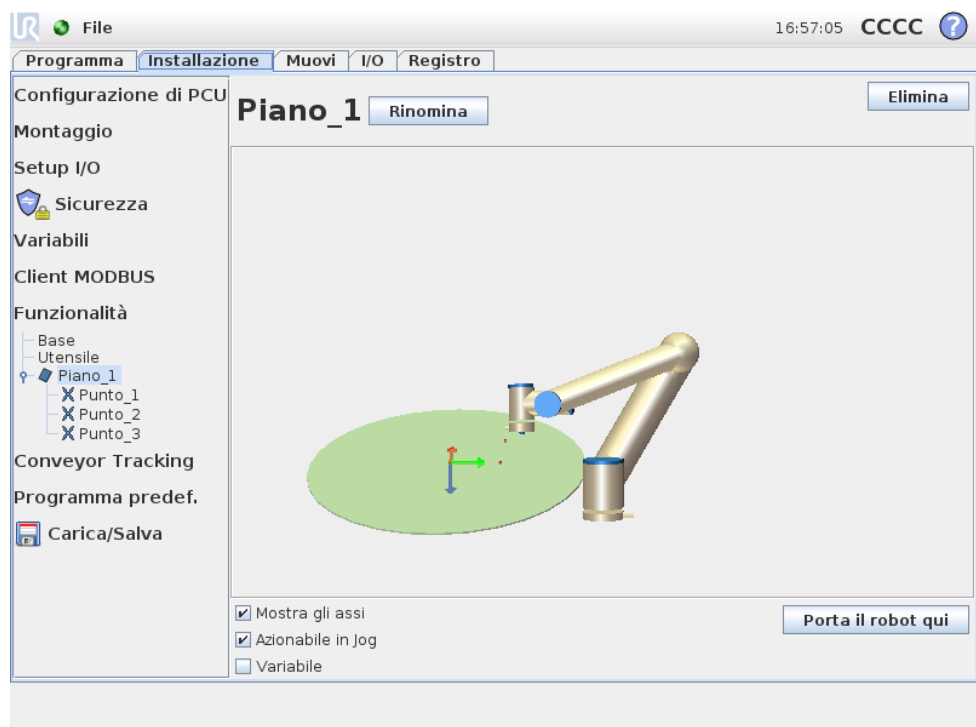 UR File 16:57:05 CCCC ?
Programma Installazione Muovi I/O Registro
Configurazione di PCU
Montaggio
Setup I/O
Sicurezza
Variabili
Client MODBUS
Funzionalità
Base
Utensile
Piano_1
Punto_1
Punto_2
Punto_3
Conveyor Tracking
Programma predef.
Carica/Salva
Piano_1 Rinomina Elimina
Mostra gli assi
Azionabile in Jog
Variabile
Porta il robot qui